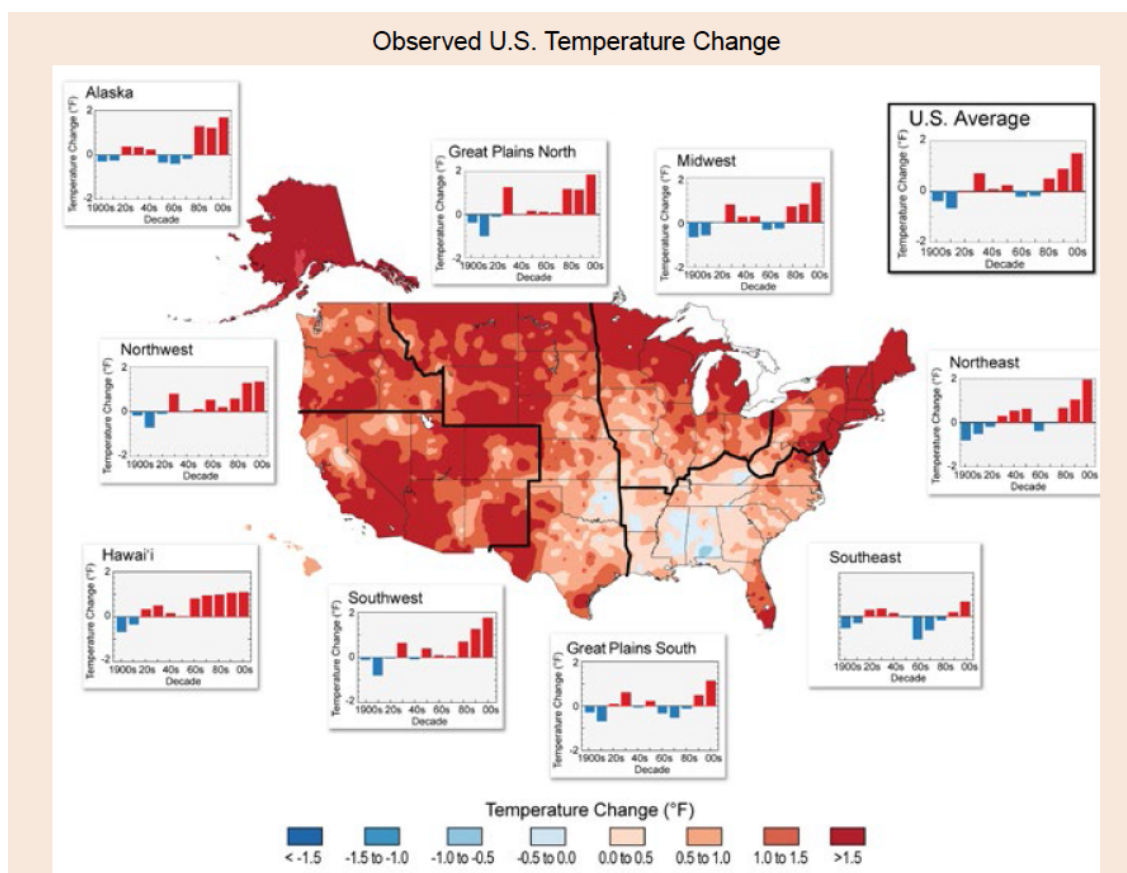 Observed U.S. Temperature Change
Alaska
Temperature Change (°F)
2
0
-2
1900s 20s 40s 60s 80s 00s
Decade
Great Plains North
Temperature Change (°F)
2
0
-2
1900s 20s 40s 60s 80s 00s
Decade
Midwest
Temperature Change (°F)
2
0
-2
1900s 20s 40s 60s 80s 00s
Decade
U.S. Average
Temperature Change (°F)
2
0
-2
1900s 20s 40s 60s 80s 00s
Decade
Northwest
Temperature Change (°F)
2
0
-2
1900s 20s 40s 60s 80s 00s
Decade
Northeast
Temperature Change (°F)
2
0
-2
1900s 20s 40s 60s 80s 00s
Decade
Hawai'i
Temperature Change (°F)
2
0
-2
1900s 20s 40s 60s 80s 00s
Decade
Southwest
Temperature Change (°F)
2
0
-2
1900s 20s 40s 60s 80s 00s
Decade
Great Plains South
Temperature Change (°F)
2
0
-2
1900s 20s 40s 60s 80s 00s
Decade
Southeast
Temperature Change (°F)
2
0
-2
1900s 20s 40s 60s 80s 00s
Decade
Temperature Change (°F)
< -1.5
-1.5 to -1.0
-1.0 to -0.5
-0.5 to 0.0
0.0 to 0.5
0.5 to 1.0
1.0 to 1.5
>1.5